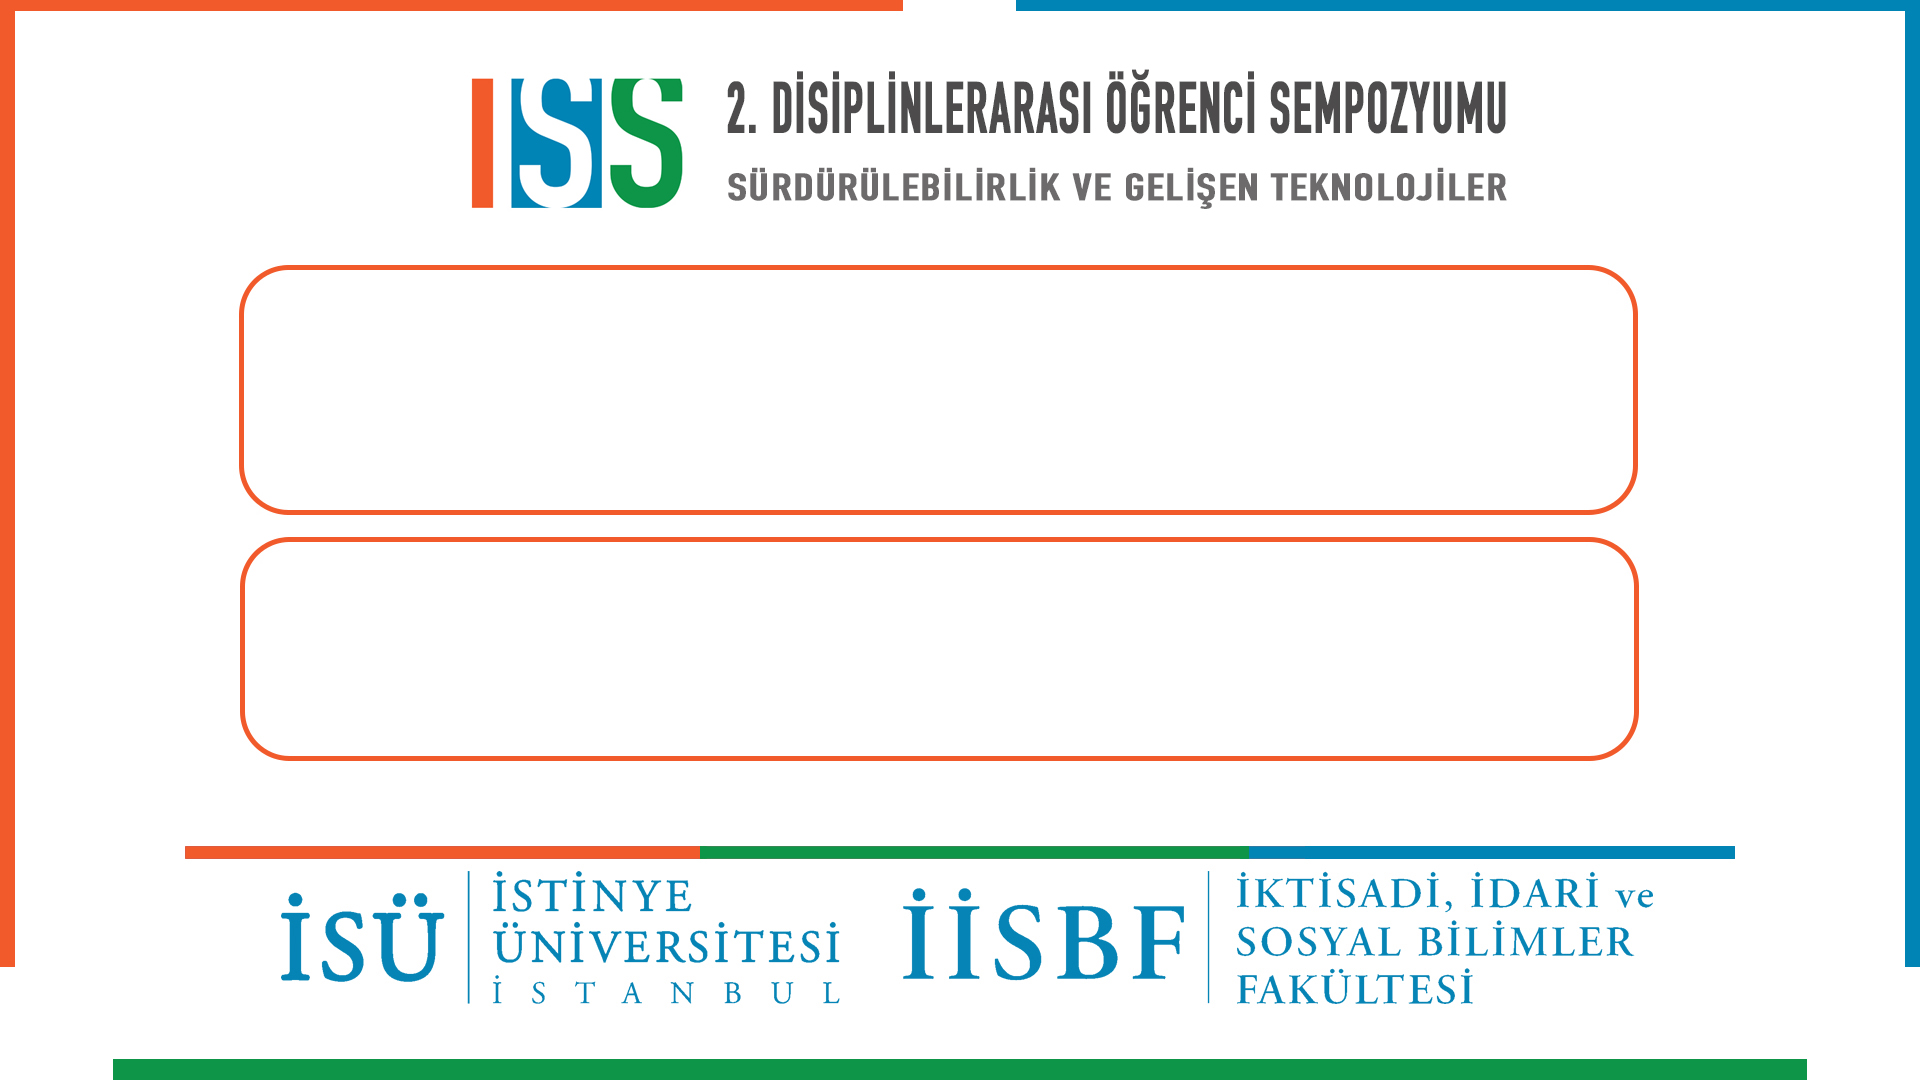 ISS
2. DİSİPLİNLERARASI ÖĞRENCİ SEMPOZYUMU
SÜRDÜRÜLEBİLİRLİK VE GELİŞEN TEKNOLOJİLER
İSÜ
İSTİNYE
ÜNİVERSİTESİ
İSTANBUL
İİSBF
İKTİSADİ, İDARİ ve
SOSYAL BİLİMLER
FAKÜLTESİ